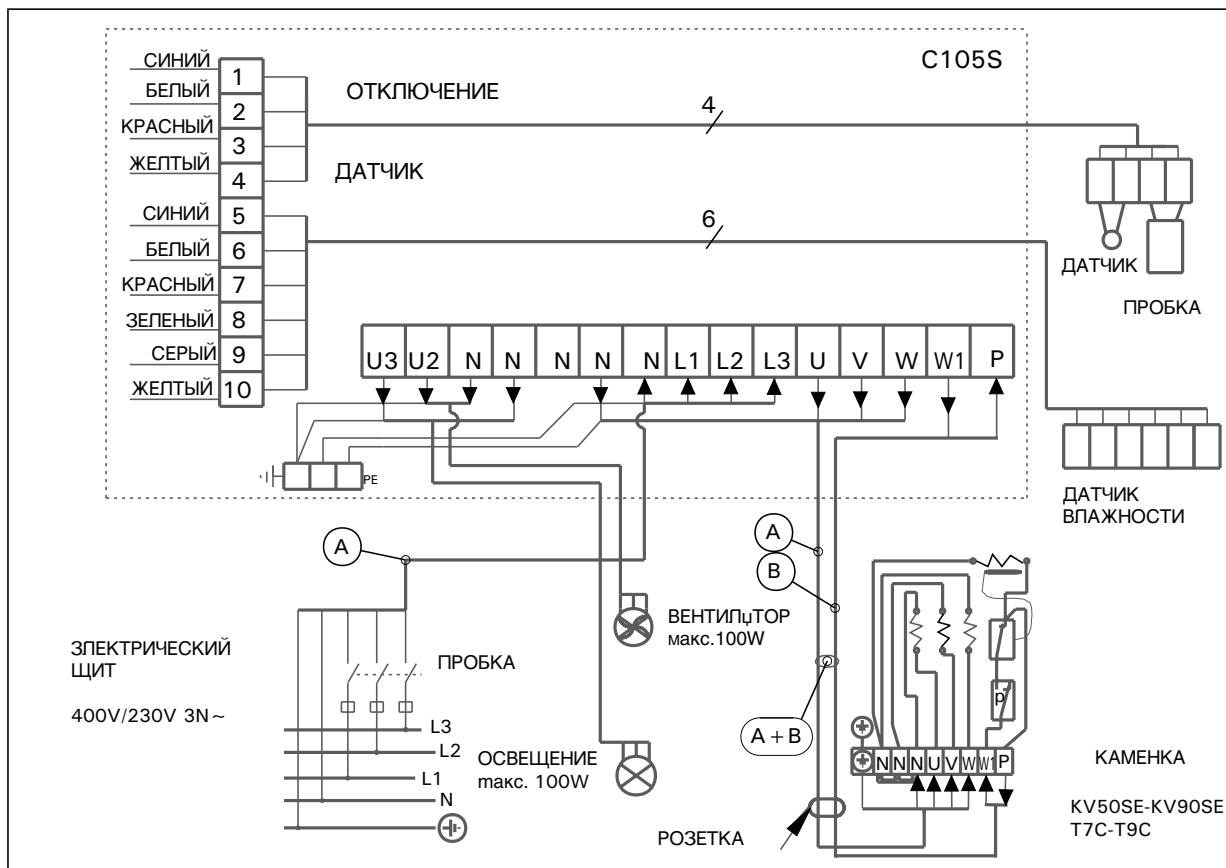 C105S
СИНИЙ 1
БЕЛЫЙ 2
КРАСНЫЙ 3
ЖЕЛТЫЙ 4
СИНИЙ 5
БЕЛЫЙ 6
КРАСНЫЙ 7
ЗЕЛЕНЫЙ 8
СЕРЫЙ 9
ЖЕЛТЫЙ 10
ОТКЛЮЧЕНИЕ
ДАТЧИК
4
6
ДАТЧИК
ПРОБКА
U3 U2 N N N N N L1 L2 L3 U V W W1 P
PE
ДАТЧИК
ВЛАЖНОСТИ
A
A
B
A + B
ВЕНТИЛµТОР
макс.100W
ЗЛЕКТРИЧЕСКИЙ
ЩИТ
400V/230V 3N~
ПРОБКА
L3
L2
L1
N
ОСВЕЩЕНИЕ
mакс. 100W
РОЗЕТКА
p
N N N U V W W1 P
КАМЕНКА
KV50SE-KV90SE
T7C-T9C